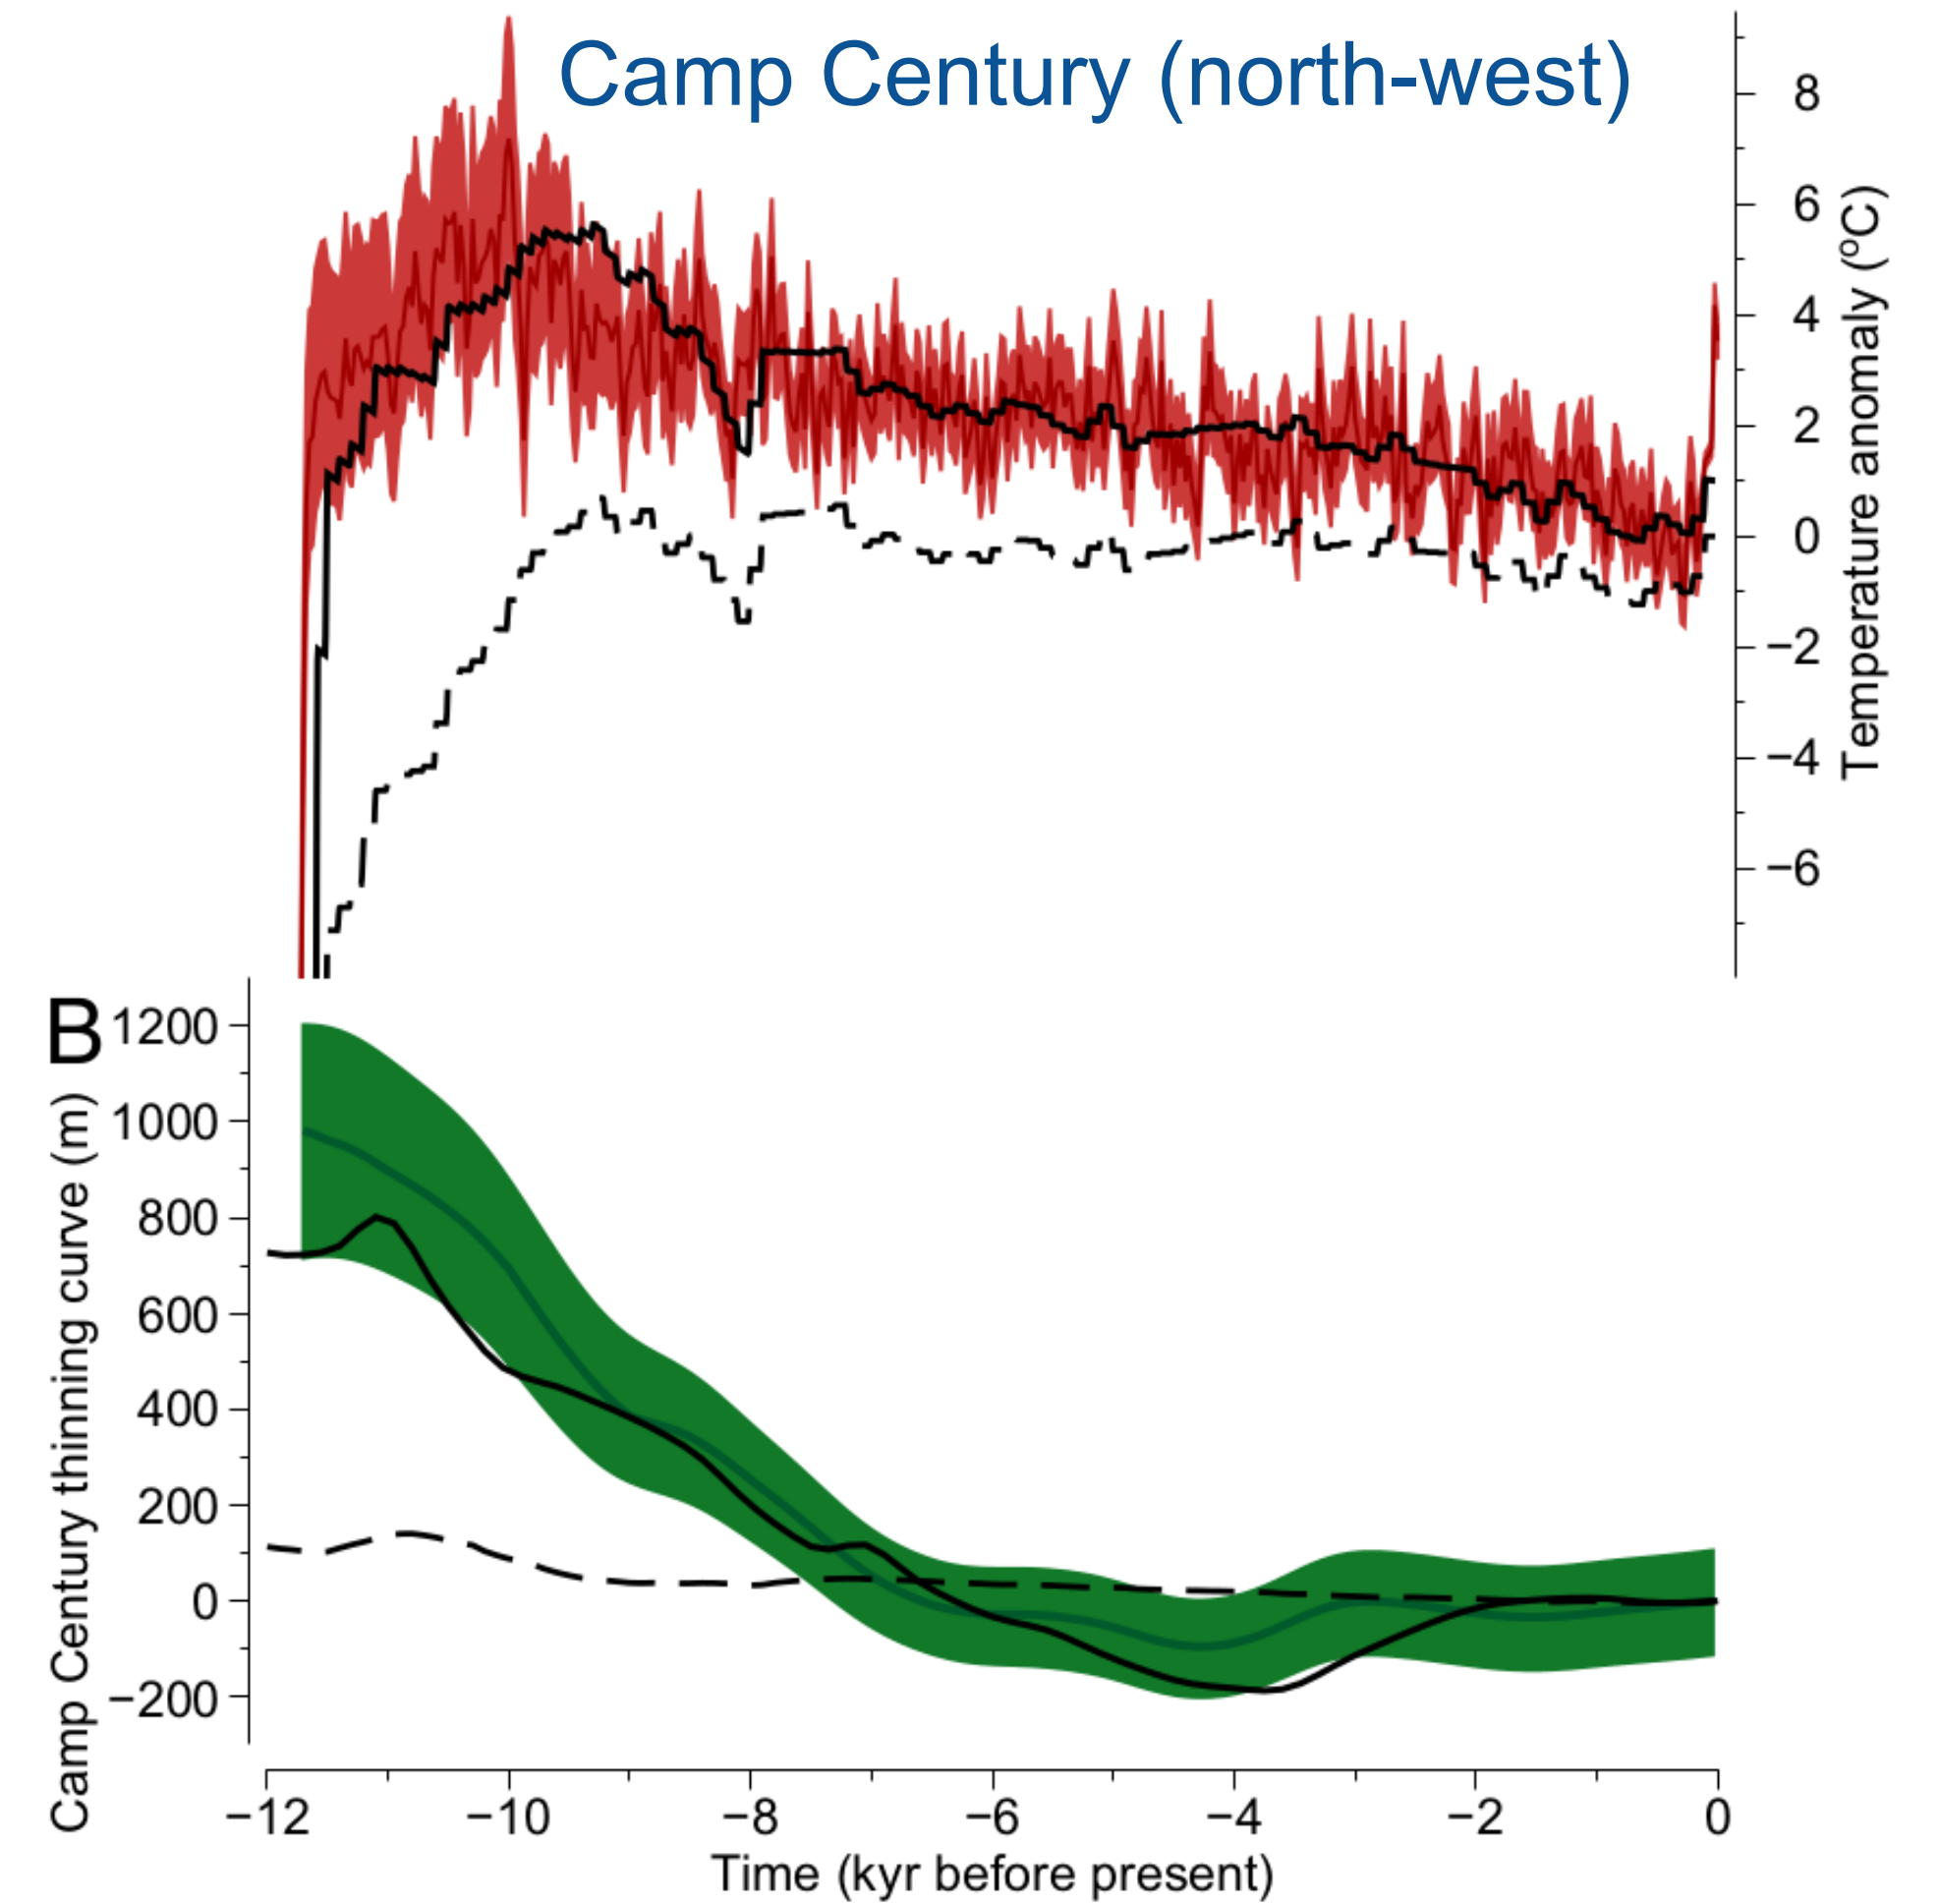 Camp Century (north-west)
8
6
4
2
0
−2
−4
−6
Temperature anomaly (ºC)
B
1200
1000
800
600
400
200
0
−200
Camp Century thinning curve (m)
−12 −10 −8 −6 −4 −2 0
Time (kyr before present)